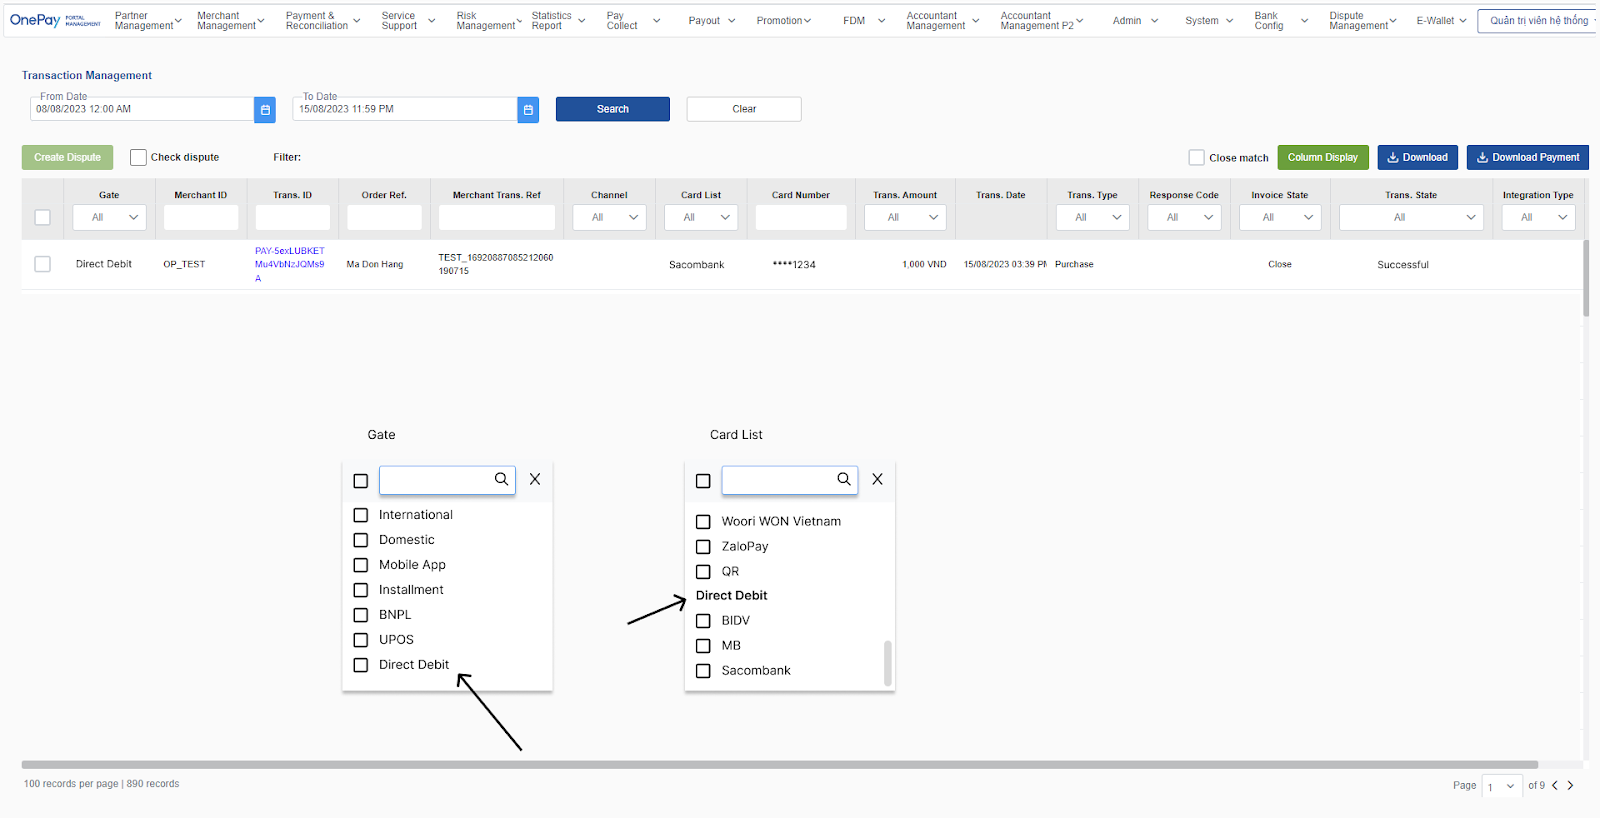 OnePay PORTAL MANAGEMENT
Partner Management
Merchant Management
Payment & Reconciliation
Service Support
Risk Management
Statistics Report
Pay Collect
Payout
Promotion
FDM
Accountant Management
Accountant Management P2
Admin
System
Bank Config
Dispute Management
E-Wallet
Quản trị viên hệ thống
Transaction Management
From Date
08/08/2023 12:00 AM
To Date
15/08/2023 11:59 PM
Search
Clear
Create Dispute
Check dispute
Filter:
Close match
Column Display
Download
Download Payment
Gate Merchant ID Trans. ID Order Ref. Merchant Trans. Ref Channel Card List Card Number Trans. Amount Trans. Date Trans. Type Response Code Invoice State Trans. State Integration Type
All All All All All All All All All
Direct Debit
OP_TEST
PAY-5exLUBKET
Mu4VbNzJQMs9
A
Ma Don Hang
TEST_16920887085212060
190715
Sacombank
****1234
1,000 VND
15/08/2023 03:39 PM
Purchase
Close
Successful
Gate
International
Domestic
Mobile App
Installment
BNPL
UPOS
Direct Debit
Card List
Woori WON Vietnam
ZaloPay
QR
Direct Debit
BIDV
MB
Sacombank
100 records per page | 890 records
Page 1 of 9